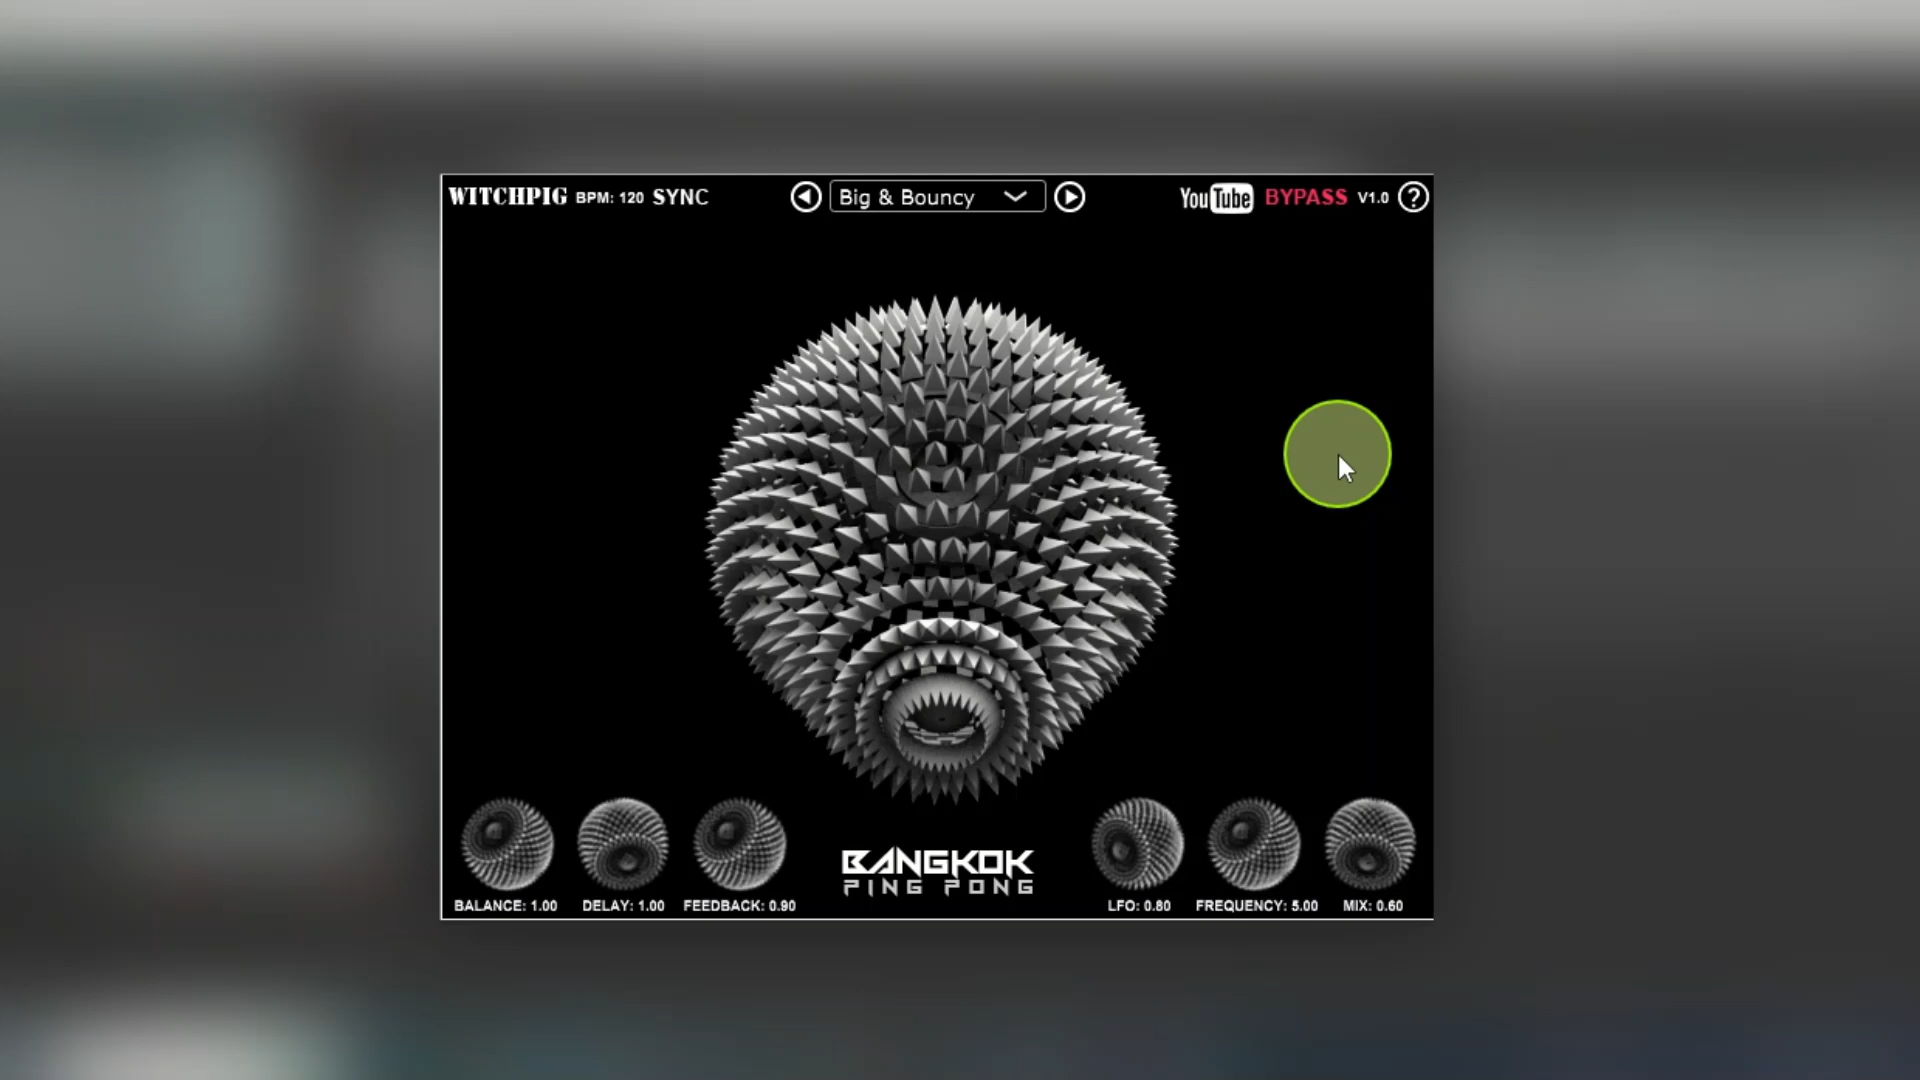 WITCHPIG BPM: 120 SYNC Big & Bouncy YouTube BYPASS V1.0 ?
BANGKOK
PING PONG
BALANCE: 1.00 DELAY: 1.00 FEEDBACK: 0.90 LFO: 0.80 FREQUENCY: 5.00 MIX: 0.60